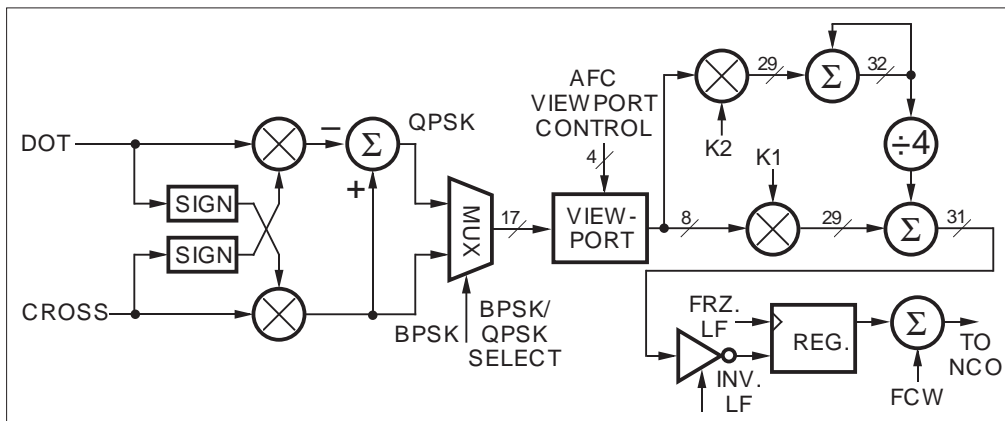 DOT
CROSS
SIGN
SIGN
−
+
Σ
QPSK
BPSK
MUX
BPSK/
QPSK
SELECT
17
AFC
VIEWPORT
CONTROL
4
VIEW-
PORT
8
K2
29
Σ
32
÷4
K1
29
Σ
31
INV.
LF
FRZ.
LF
REG.
Σ
FCW
TO
NCO